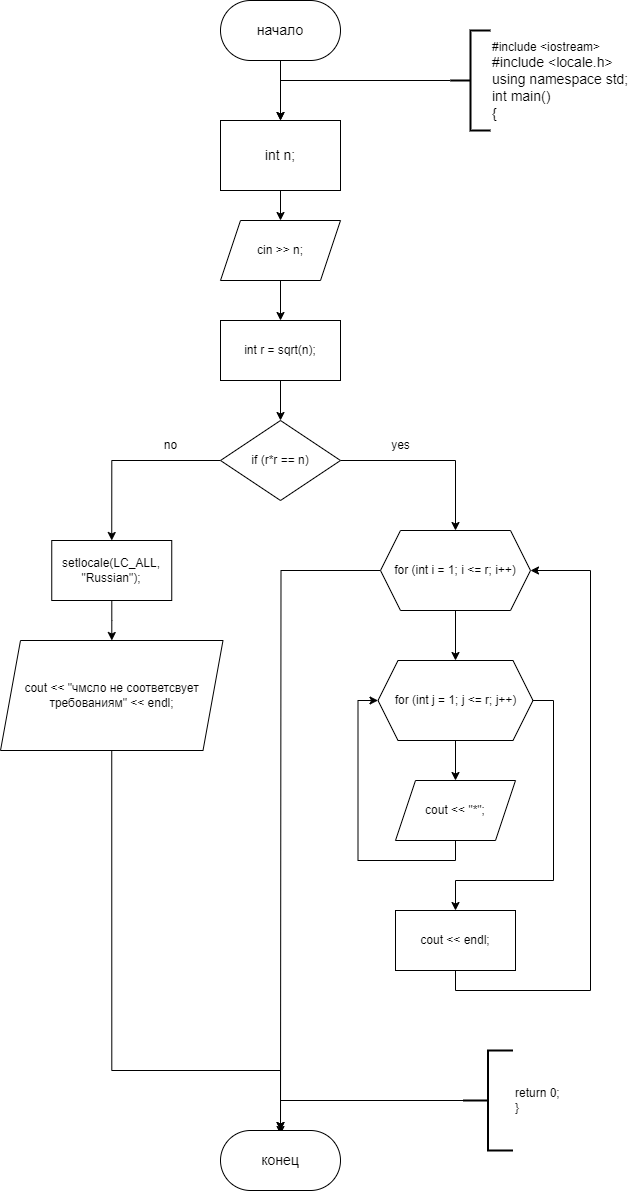 начало
#include <iostream>
#include <locale.h>
using namespace std;
int main()
{
int n;
cin >> n;
int r = sqrt(n);
if (r*r == n)
no
yes
setlocale(LC_ALL,
"Russian");
cout << "чмсло не соответсвует
требованиям" << endl;
for (int i = 1; i <= r; i++)
for (int j = 1; j <= r; j++)
cout << "*";
cout << endl;
return 0;
}
конец